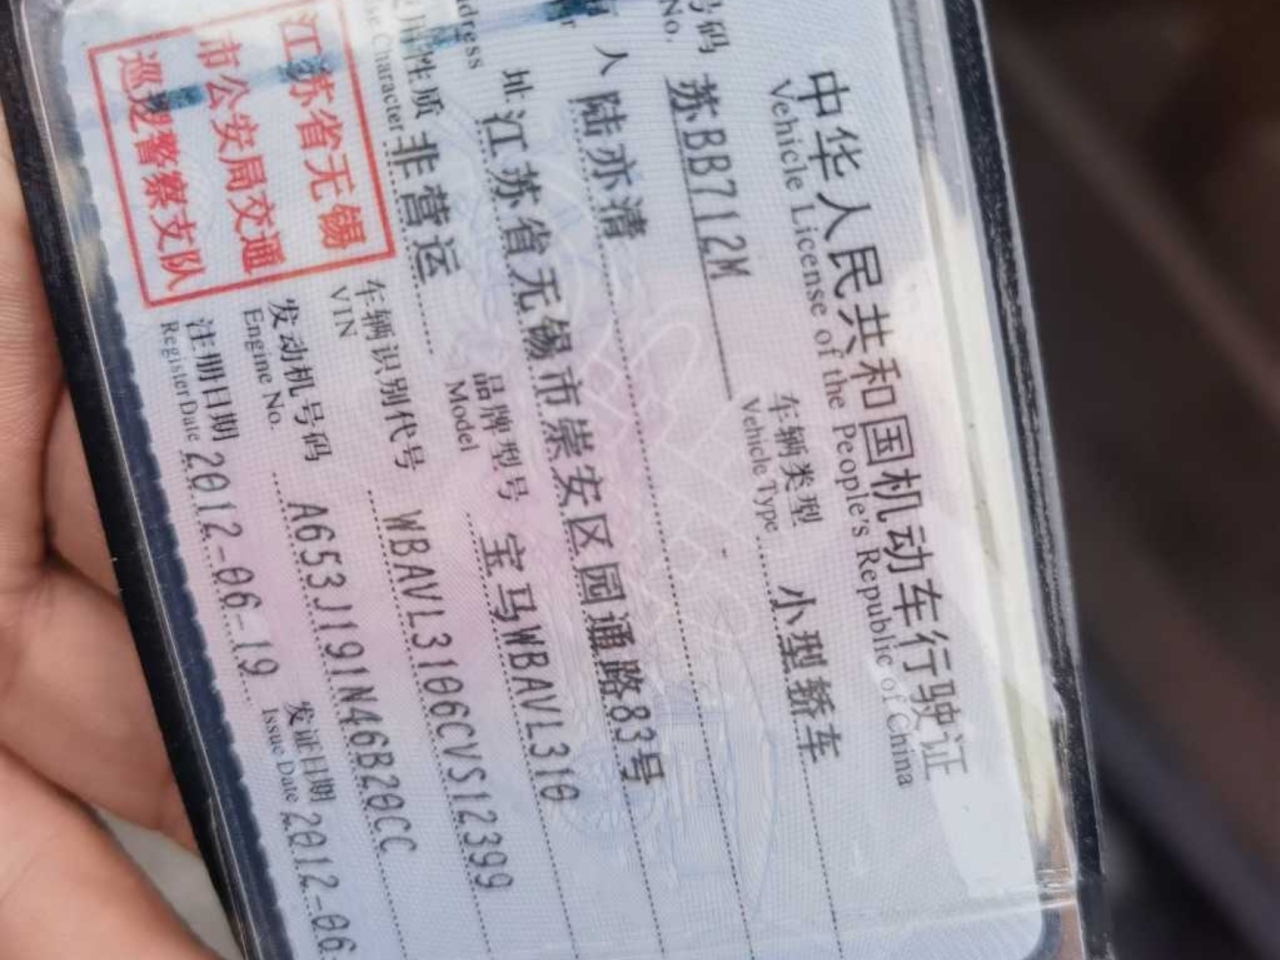 中华人民共和国机动车行驶证
Vehicle License of the People's Republic of China
号码 苏BB712M 车辆类型 小型轿车
No. Vehicle Type
人 陆亦清
址 江苏省无锡市崇安区园通路83号
性质 非营运 品牌型号 宝马WBAVL310
Character Model
车辆识别代号 WBAVL3106CVS12399
VIN
发动机号码 A653J191N46B20CC
Engine No.
注册日期 2012-06-19 发证日期 2012-06
Register Date Issue Date
江苏省无锡
市公安局交通
巡逻警察支队